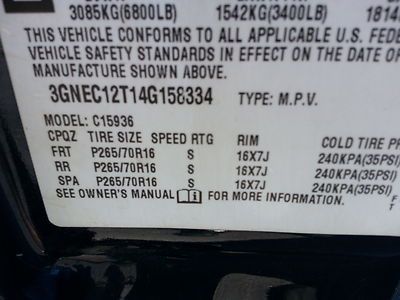 3085KG(6800LB) 1542KG(3400LB) 1814
THIS VEHICLE CONFORMS TO ALL APPLICABLE U.S. FEDE
VEHICLE SAFETY STANDARDS IN EFFECT ON THE DATE OF
MANUFACTURE SHOWN ABOVE.
3GNEC12T14G158334 TYPE: M.P.V.
MODEL: C15936
CPQZ TIRE SIZE SPEED RTG RIM COLD TIRE PR
FRT P265/70R16 S 16X7J 240KPA(35PSI)
RR P265/70R16 S 16X7J 240KPA(35PSI)
SPA P265/70R16 S 16X7J 240KPA(35PSI)
SEE OWNER'S MANUAL FOR MORE INFORMATION. F
T